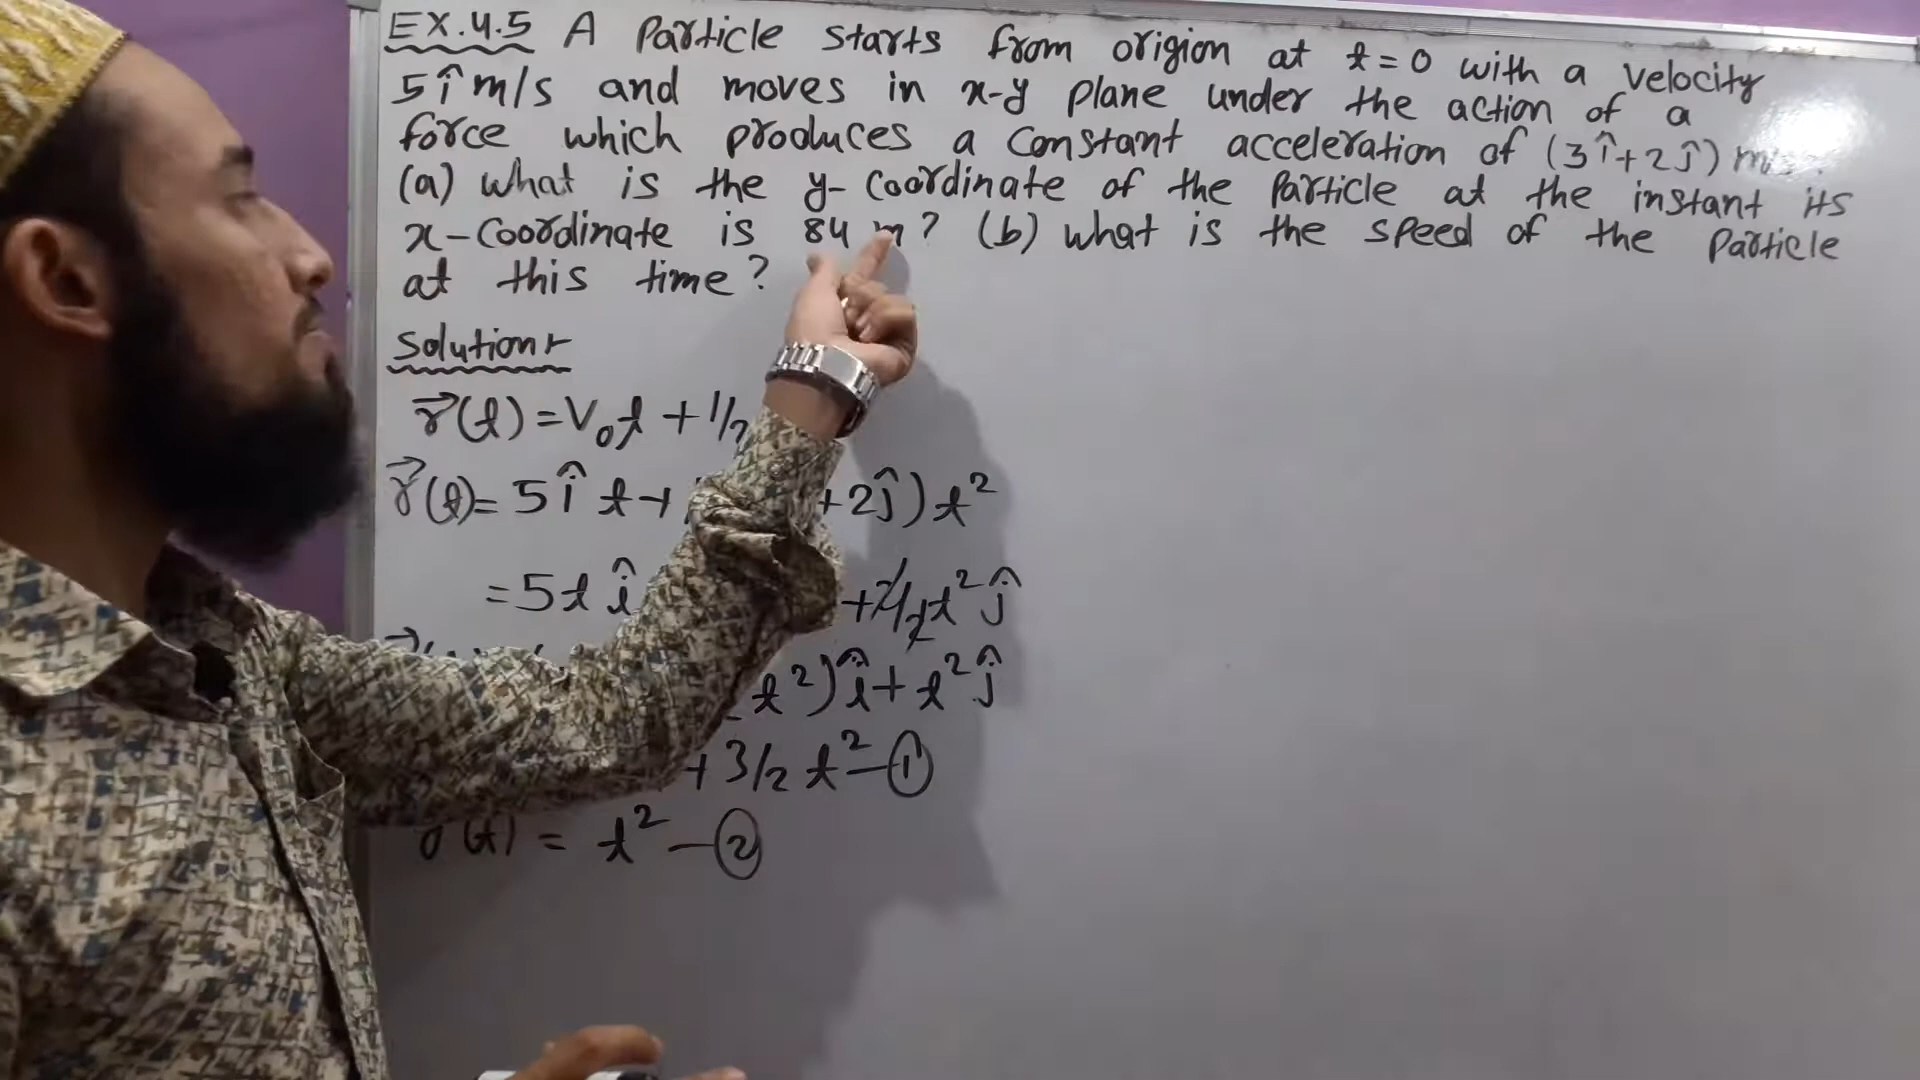 EX.4.5 A Particle starts from origion at t=0 with a velocity
5î m/s and moves in x-y plane under the action of a
force which produces a constant acceleration of (3î+2ĵ)
(a) what is the y-coordinate of the particle at the instant its
x-coordinate is 84 m? (b) what is the speed of the particle
at this time?
Solution:-
r⃗(t)=V₀t +1/2
r⃗(t)= 5î t+ +2ĵ)t²
=5t î +2/2t²ĵ
t²)î+t²ĵ
+3/2 t²-①
(t) = t² -②